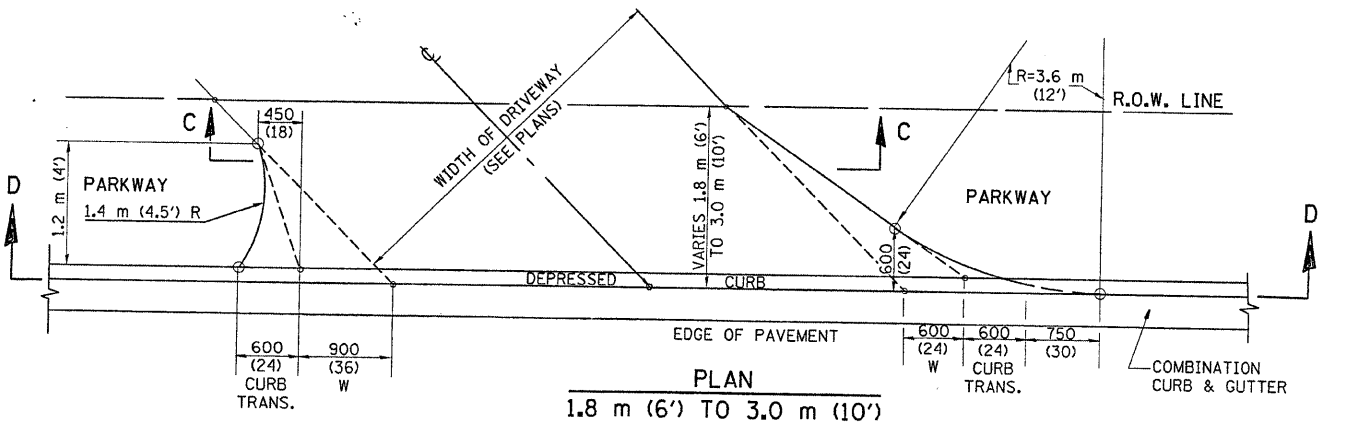 ℄
R=3.6 m
(12')
R.O.W. LINE
450
(18)
C
C
WIDTH OF DRIVEWAY
(SEE PLANS)
VARIES 1.8 m (6')
TO 3.0 m (10')
1.2 m (4')
PARKWAY
1.4 m (4.5') R
PARKWAY
D
D
600
(24)
DEPRESSED CURB
EDGE OF PAVEMENT
600
(24)
CURB
TRANS.
900
(36)
W
600
(24)
W
600
(24)
CURB
TRANS.
750
(30)
COMBINATION
CURB & GUTTER
PLAN
1.8 m (6') TO 3.0 m (10')